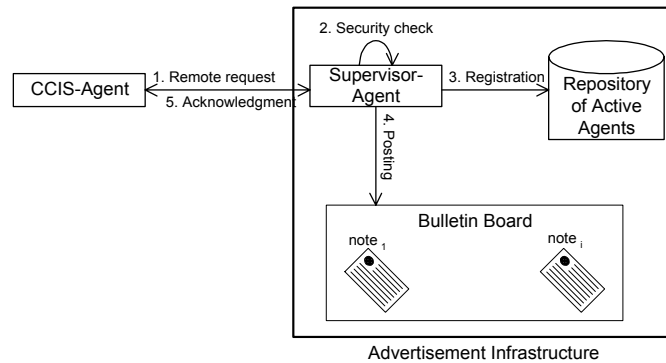 2. Security check
1. Remote request
CCIS-Agent
5. Acknowledgment
Supervisor-
Agent
3. Registration
Repository
of Active
Agents
4. Posting
Bulletin Board
note 1
note i
Advertisement Infrastructure